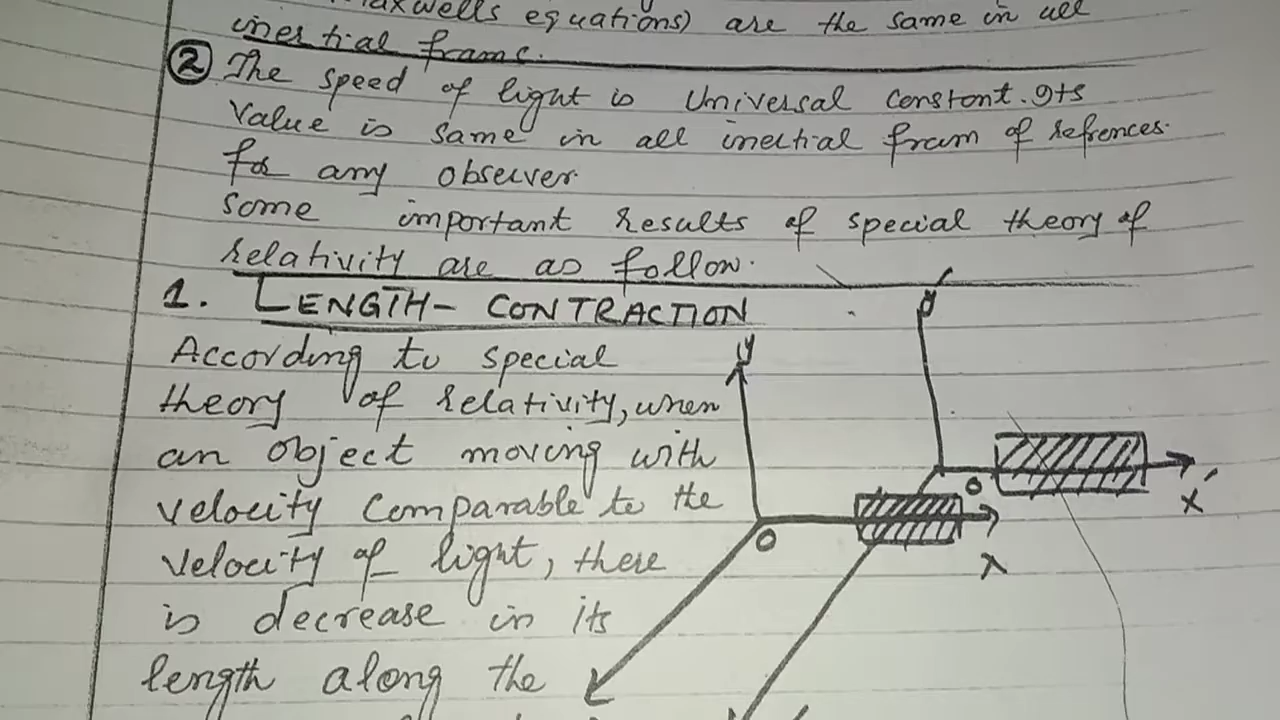 Maxwells equations) are the same in all
inertial frame.
② The speed of light is Universal constont. Its
Value is same in all inertial fram of refrences.
for any observer.
some important results of special theory of
relativity are as follow.
1. LENGTH- CONTRACTION
According to special
theory of relativity, when
an object moving with
velocity comparable to the
velocity of light, there
is decrease in its
length along the
y
y'
o
o
x
x'